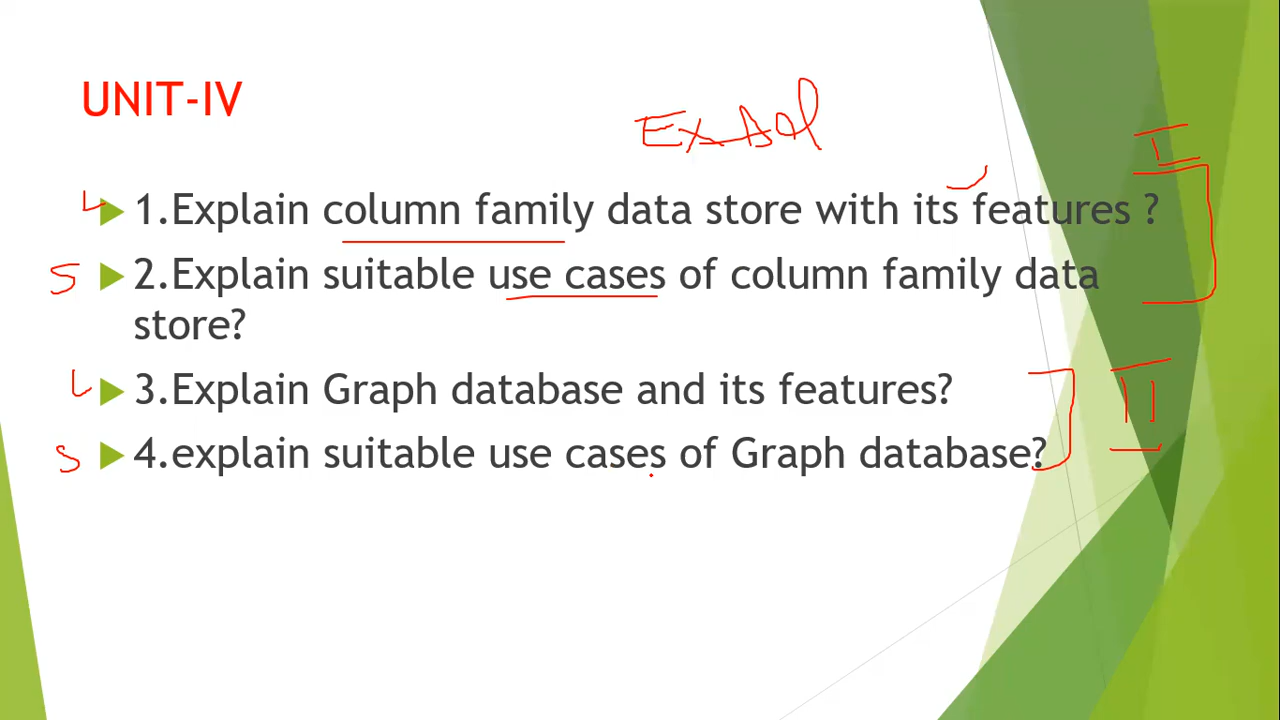 UNIT-IV
I
L 1.Explain column family data store with its features ?
S 2.Explain suitable use cases of column family data
store?
L 3.Explain Graph database and its features?
II
S 4.explain suitable use cases of Graph database?